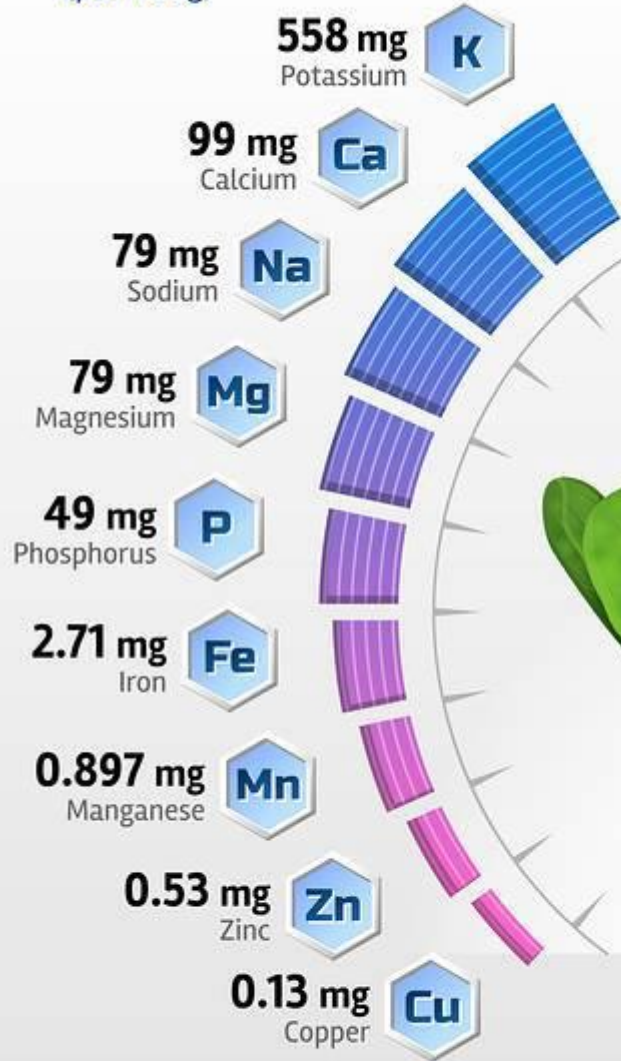 558 mg
Potassium
K
99 mg
Calcium
Ca
79 mg
Sodium
Na
79 mg
Magnesium
Mg
49 mg
Phosphorus
P
2.71 mg
Iron
Fe
0.897 mg
Manganese
Mn
0.53 mg
Zinc
Zn
0.13 mg
Copper
Cu